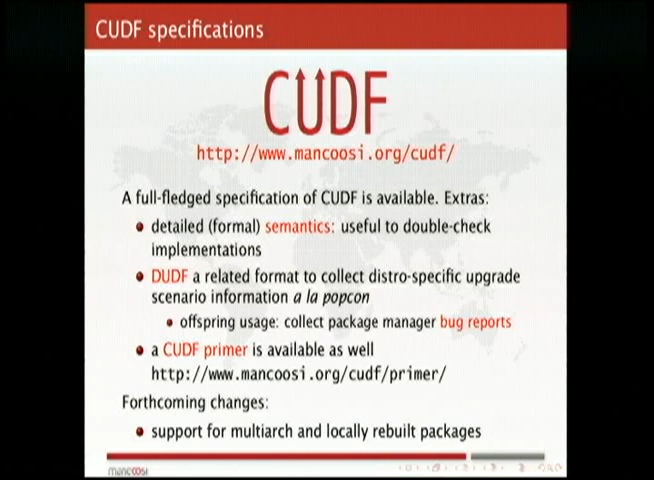 CUDF specifications
CUDF
http://www.mancoosi.org/cudf/
A full-fledged specification of CUDF is available. Extras:
detailed (formal) semantics: useful to double-check
implementations
DUDF a related format to collect distro-specific upgrade
scenario information a la popcon
offspring usage: collect package manager bug reports
a CUDF primer is available as well
http://www.mancoosi.org/cudf/primer/
Forthcoming changes:
support for multiarch and locally rebuilt packages
mancoosi